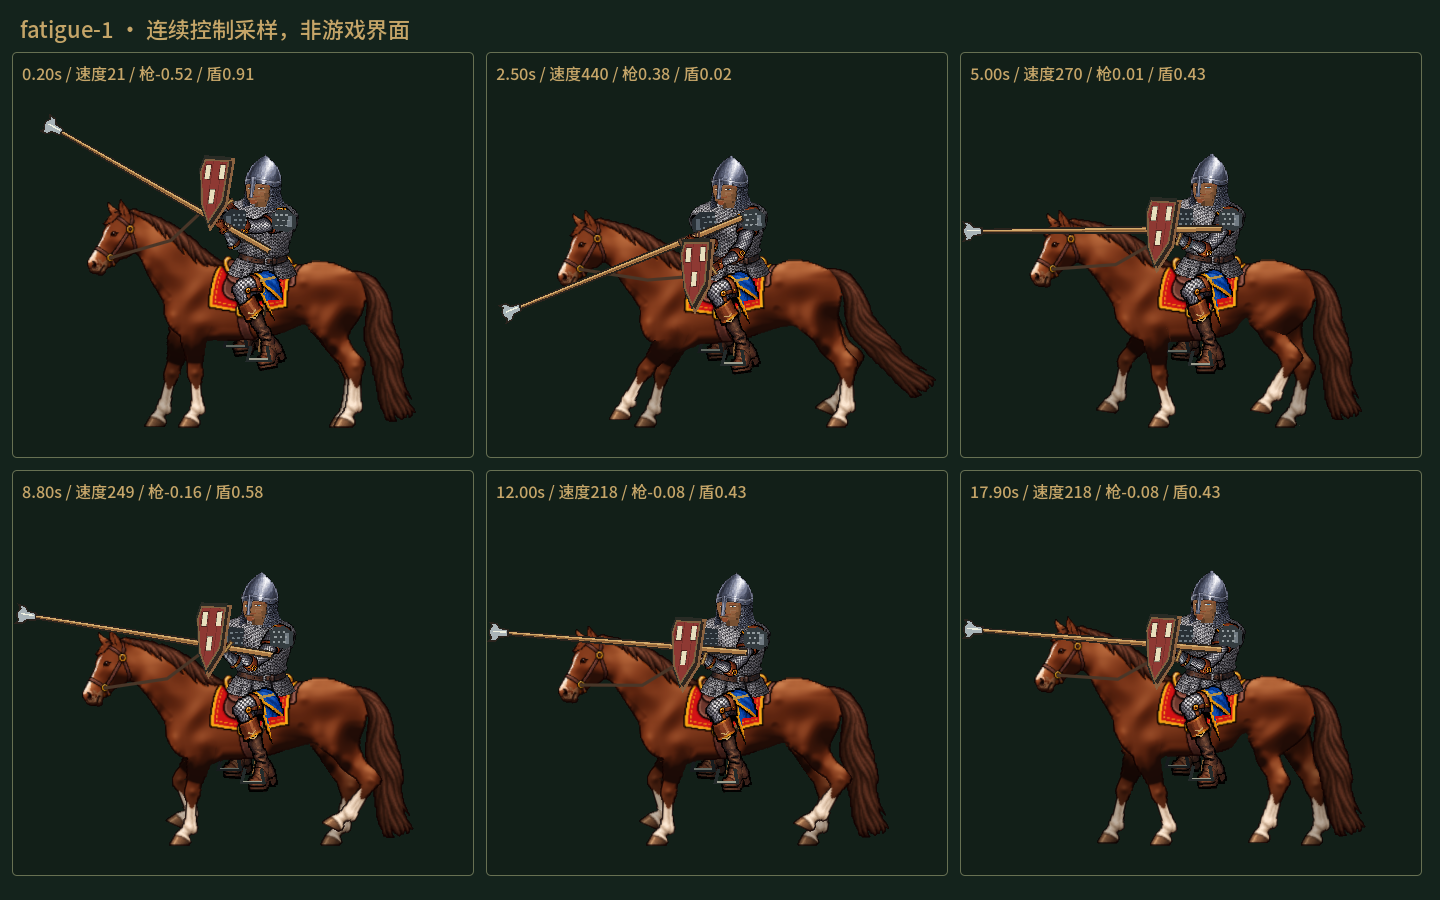 fatigue-1 · 连续控制采样，非游戏界面
0.20s / 速度21 / 枪-0.52 / 盾0.91
2.50s / 速度440 / 枪0.38 / 盾0.02
5.00s / 速度270 / 枪0.01 / 盾0.43
8.80s / 速度249 / 枪-0.16 / 盾0.58
12.00s / 速度218 / 枪-0.08 / 盾0.43
17.90s / 速度218 / 枪-0.08 / 盾0.43